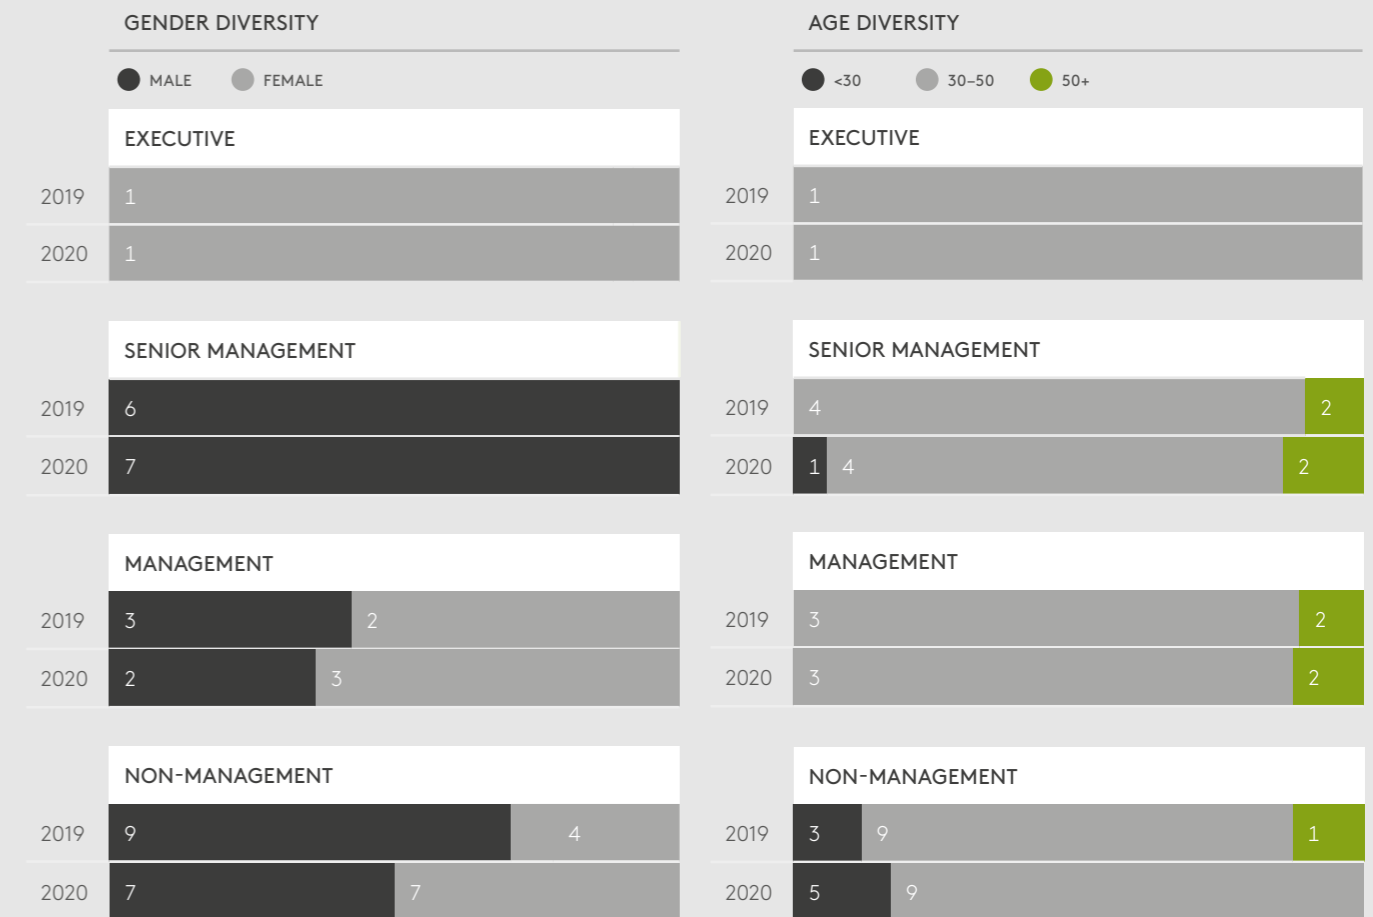 GENDER DIVERSITY
MALE FEMALE
EXECUTIVE
2019 1
2020 1
SENIOR MANAGEMENT
2019 6
2020 7
MANAGEMENT
2019 3 2
2020 2 3
NON-MANAGEMENT
2019 9 4
2020 7 7
AGE DIVERSITY
<30 30–50 50+
EXECUTIVE
2019 1
2020 1
SENIOR MANAGEMENT
2019 4 2
2020 1 4 2
MANAGEMENT
2019 3 2
2020 3 2
NON-MANAGEMENT
2019 3 9 1
2020 5 9